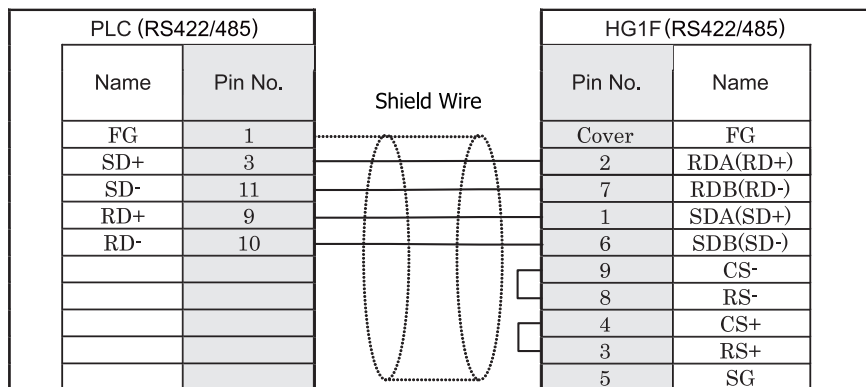 PLC (RS422/485) HG1F(RS422/485)
Name Pin No. Pin No. Name
Shield Wire
FG 1 Cover FG
SD+ 3 2 RDA(RD+)
SD- 11 7 RDB(RD-)
RD+ 9 1 SDA(SD+)
RD- 10 6 SDB(SD-)
9 CS-
8 RS-
4 CS+
3 RS+
5 SG